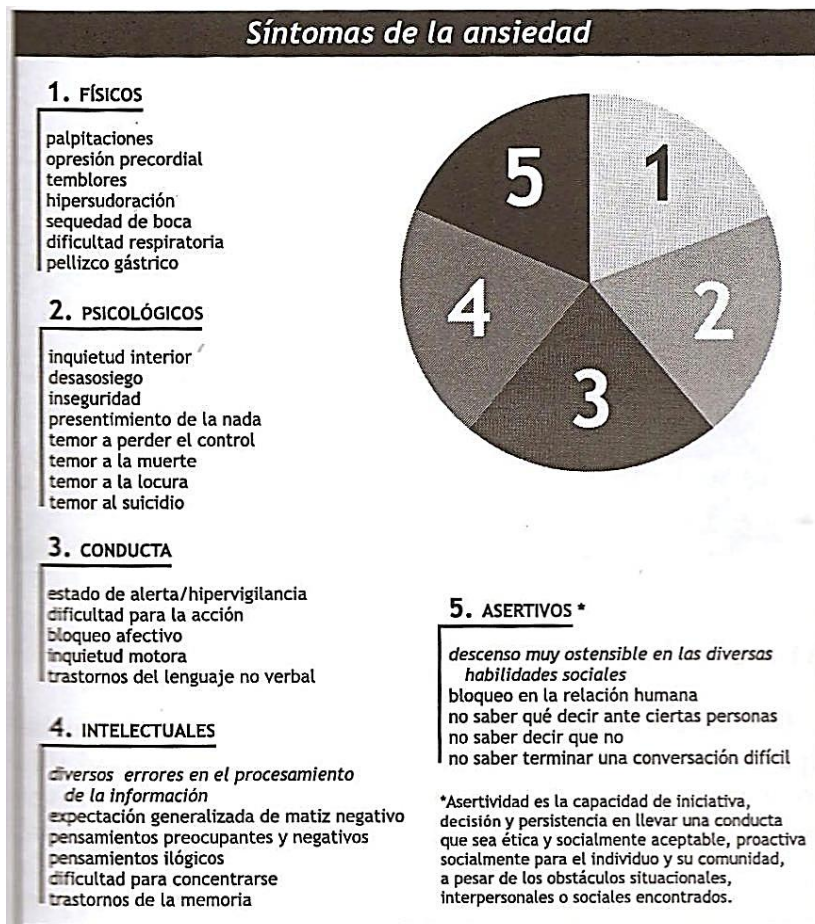 Síntomas de la ansiedad
1. FÍSICOS
palpitaciones
opresión precordial
temblores
hipersudoración
sequedad de boca
dificultad respiratoria
pellizco gástrico
2. PSICOLÓGICOS
inquietud interior
desasosiego
inseguridad
presentimiento de la nada
temor a perder el control
temor a la muerte
temor a la locura
temor al suicidio
3. CONDUCTA
estado de alerta/hipervigilancia
dificultad para la acción
bloqueo afectivo
inquietud motora
trastornos del lenguaje no verbal
4. INTELECTUALES
diversos errores en el procesamiento
de la información
expectación generalizada de matiz negativo
pensamientos preocupantes y negativos
pensamientos ilógicos
dificultad para concentrarse
trastornos de la memoria
1
2
3
4
5
5. ASERTIVOS *
descenso muy ostensible en las diversas
habilidades sociales
bloqueo en la relación humana
no saber qué decir ante ciertas personas
no saber decir que no
no saber terminar una conversación difícil
*Asertividad es la capacidad de iniciativa,
decisión y persistencia en llevar una conducta
que sea ética y socialmente aceptable, proactiva
socialmente para el individuo y su comunidad,
a pesar de los obstáculos situacionales,
interpersonales o sociales encontrados.